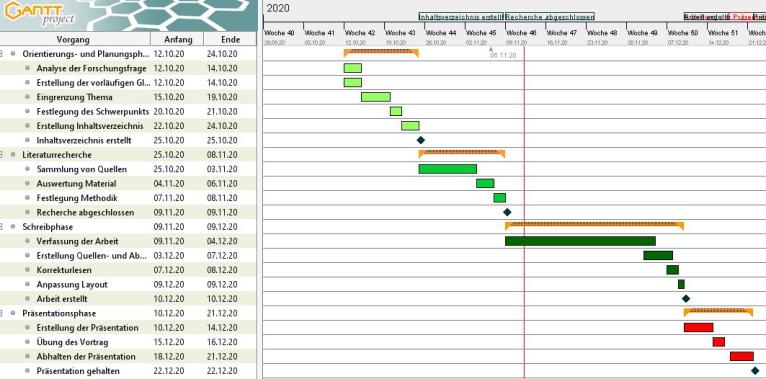 GANTT
project
2020
Inhaltsverzeichnis erstellt Recherche abgeschlossen
Woche 40 Woche 41 Woche 42 Woche 43 Woche 44 Woche 45 Woche 46 Woche 47 Woche 48 Woche 49 Woche 50 Woche 51
28.09.20 05.10.20 12.10.20 19.10.20 26.10.20 02.11.20 09.11.20 16.11.20 23.11.20 30.11.20 07.12.20 14.12.20 21.12.20
06.11.20
Vorgang Anfang Ende
Orientierungs- und Planungsph... 12.10.20 24.10.20
Analyse der Forschungsfrage 12.10.20 14.10.20
Erstellung der vorläufigen Gl... 12.10.20 14.10.20
Eingrenzung Thema 15.10.20 19.10.20
Festlegung des Schwerpunkts 20.10.20 21.10.20
Erstellung Inhaltsverzeichnis 22.10.20 24.10.20
Inhaltsverzeichnis erstellt 25.10.20 25.10.20
Literaturrecherche 25.10.20 08.11.20
Sammlung von Quellen 25.10.20 03.11.20
Auswertung Material 04.11.20 06.11.20
Festlegung Methodik 07.11.20 08.11.20
Recherche abgeschlossen 09.11.20 09.11.20
Schreibphase 09.11.20 09.12.20
Verfassung der Arbeit 09.11.20 04.12.20
Erstellung Quellen- und Ab... 03.12.20 07.12.20
Korrekturlesen 07.12.20 08.12.20
Anpassung Layout 09.12.20 09.12.20
Arbeit erstellt 10.12.20 10.12.20
Präsentationsphase 10.12.20 21.12.20
Erstellung der Präsentation 10.12.20 14.12.20
Übung des Vortrag 15.12.20 16.12.20
Abhalten der Präsentation 18.12.20 21.12.20
Präsentation gehalten 22.12.20 22.12.20